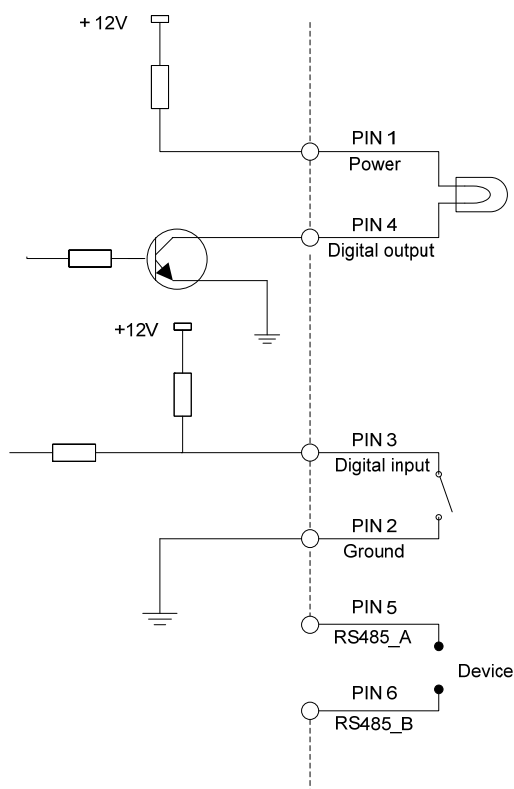 + 12V
PIN 1
Power
PIN 4
Digital output
+12V
PIN 3
Digital input
PIN 2
Ground
PIN 5
RS485_A
Device
PIN 6
RS485_B